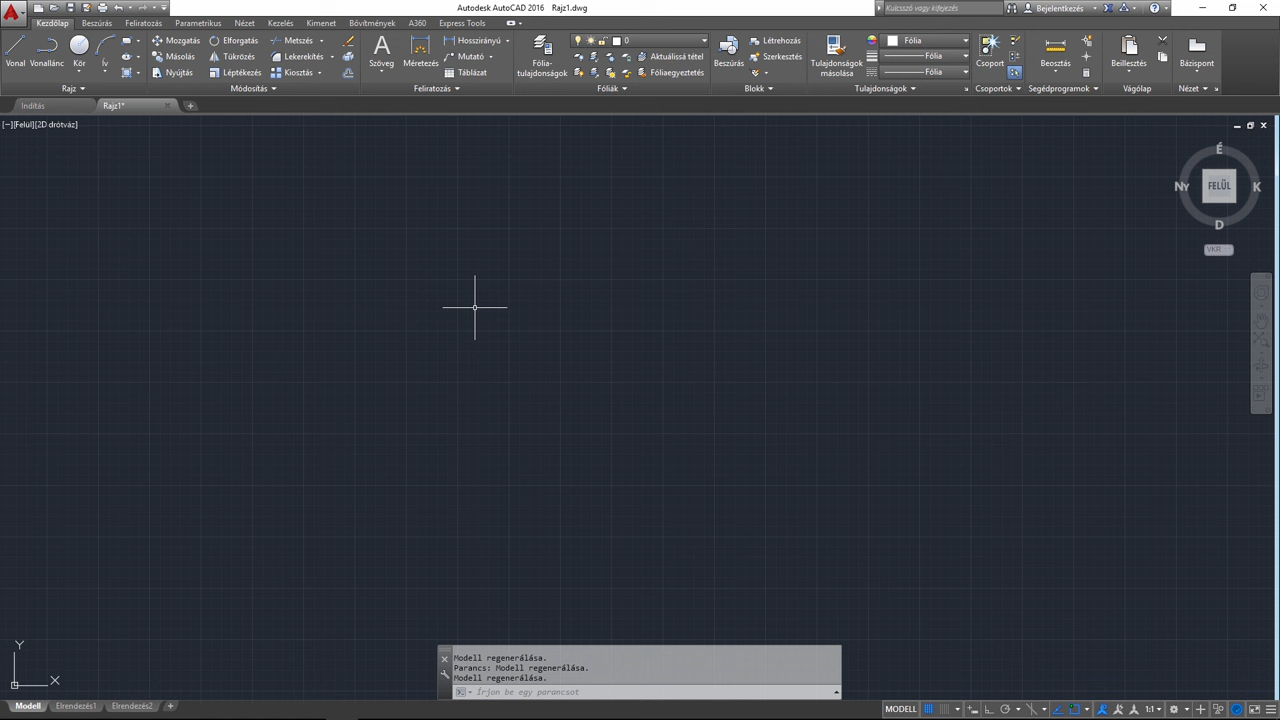 Autodesk AutoCAD 2016 Rajz1.dwg
Kulcsszó vagy kifejezés
Bejelentkezés
Kezdőlap Beszúrás Feliratozás Parametrikus Nézet Kezelés Kimenet Bővítmények A360 Express Tools
Vonal
Vonallánc
Kör
Ív
Rajz
Mozgatás
Elforgatás
Metszés
Másolás
Tükrözés
Lekerekítés
Nyújtás
Léptékezés
Kiosztás
Módosítás
Szöveg
Méretezés
Hosszirányú
Mutató
Táblázat
Feliratozás
Fólia-
tulajdonságok
0
Aktuálissá tétel
Fóliaegyeztetés
Fóliák
Beszúrás
Létrehozás
Szerkesztés
Blokk
Tulajdonságok
másolása
Fólia
Fólia
Fólia
Tulajdonságok
Csoport
Csoportok
Beosztás
Segédprogramok
Beillesztés
Vágólap
Bázispont
Nézet
Indítás
Rajz1*
[−][Felül][2D drótváz]
É
Ny
FELÜL
K
D
VKR
Y
X
Modell regenerálása.
Parancs: Modell regenerálása.
Modell regenerálása.
Írjon be egy parancsot
Modell Elrendezés1 Elrendezés2
MODELL
1:1